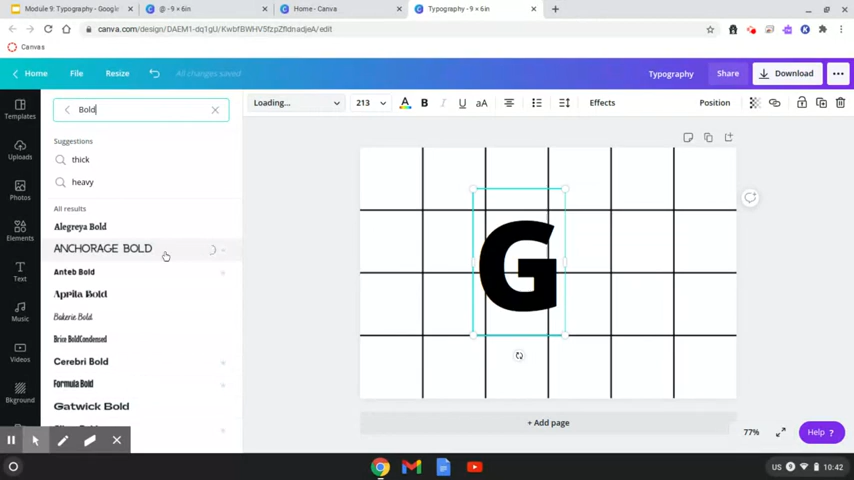 Module 9: Typography - Google
@ - 9 × 6in
Home - Canva
Typography - 9 × 6in
canva.com/design/DAEM1-dq1gU/KwbfBWHV5fzpZfldnadjeA/edit
Canvas
Home
File
Resize
All changes saved
Typography
Share
Download
Templates
Uploads
Photos
Elements
Text
Music
Videos
Bkground
Bold
Suggestions
thick
heavy
All results
Alegreya Bold
ANCHORAGE BOLD
Anteb Bold
Aprila Bold
Bakerie Bold
Brice BoldCondensed
Cerebri Bold
Formula Bold
Gatwick Bold
Loading...
213
A
B
I
U
aA
Effects
Position
G
+ Add page
77%
Help ?
US
10:42